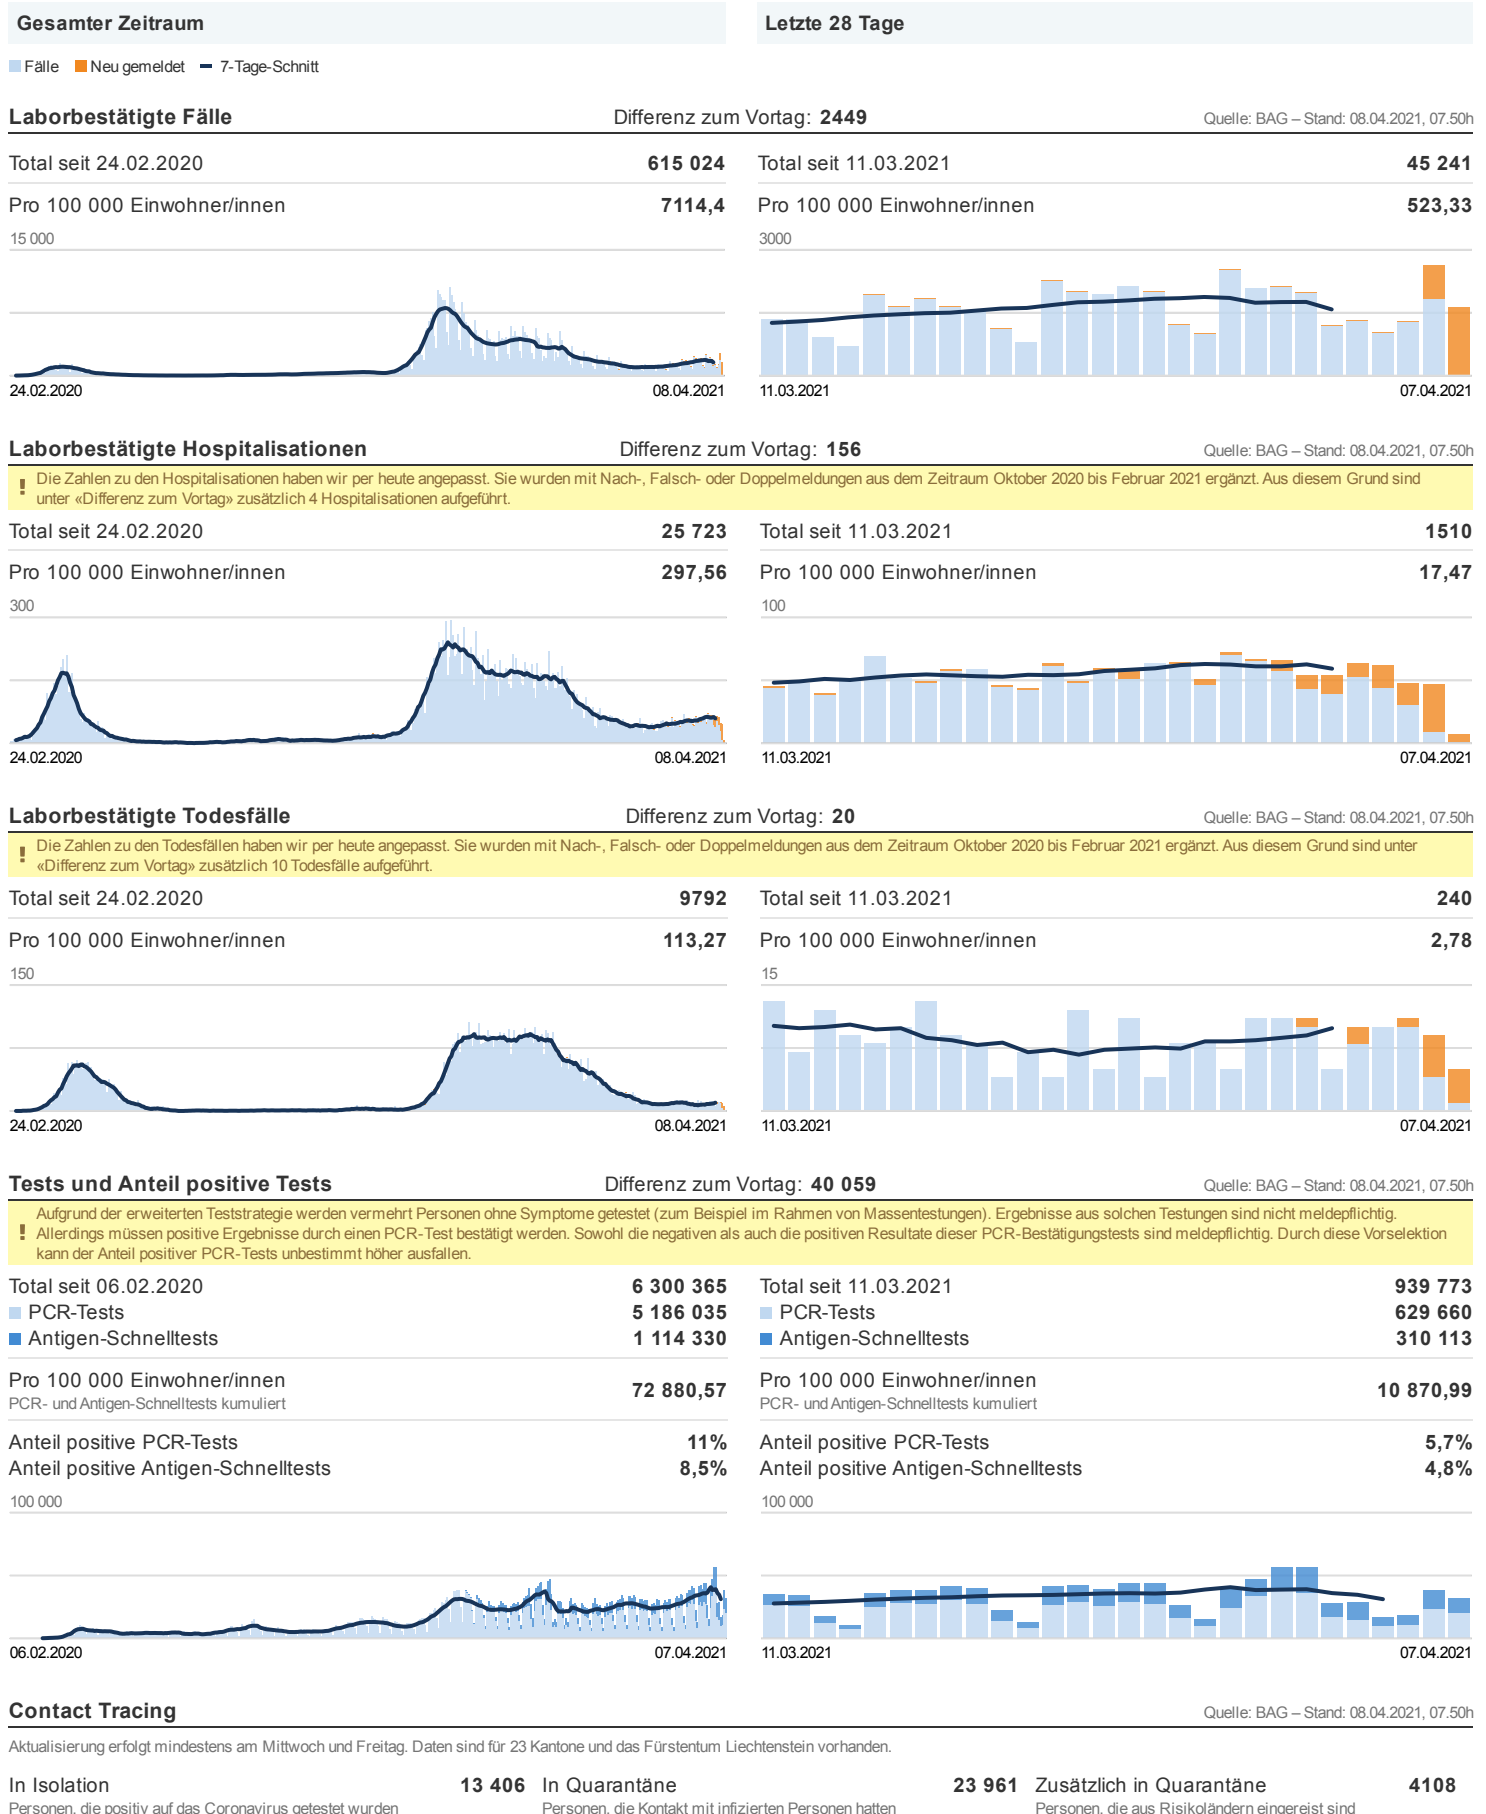 Gesamter Zeitraum
Letzte 28 Tage
Fälle Neu gemeldet 7-Tage-Schnitt
Laborbestätigte Fälle Differenz zum Vortag: 2449 Quelle: BAG – Stand: 08.04.2021, 07.50h
Total seit 24.02.2020 615 024
Pro 100 000 Einwohner/innen 7114,4
15 000
24.02.2020 08.04.2021
Total seit 11.03.2021 45 241
Pro 100 000 Einwohner/innen 523,33
3000
11.03.2021 07.04.2021
Laborbestätigte Hospitalisationen Differenz zum Vortag: 156 Quelle: BAG – Stand: 08.04.2021, 07.50h
! Die Zahlen zu den Hospitalisationen haben wir per heute angepasst. Sie wurden mit Nach-, Falsch- oder Doppelmeldungen aus dem Zeitraum Oktober 2020 bis Februar 2021 ergänzt. Aus diesem Grund sind
unter «Differenz zum Vortag» zusätzlich 4 Hospitalisationen aufgeführt.
Total seit 24.02.2020 25 723
Pro 100 000 Einwohner/innen 297,56
300
24.02.2020 08.04.2021
Total seit 11.03.2021 1510
Pro 100 000 Einwohner/innen 17,47
100
11.03.2021 07.04.2021
Laborbestätigte Todesfälle Differenz zum Vortag: 20 Quelle: BAG – Stand: 08.04.2021, 07.50h
! Die Zahlen zu den Todesfällen haben wir per heute angepasst. Sie wurden mit Nach-, Falsch- oder Doppelmeldungen aus dem Zeitraum Oktober 2020 bis Februar 2021 ergänzt. Aus diesem Grund sind unter
«Differenz zum Vortag» zusätzlich 10 Todesfälle aufgeführt.
Total seit 24.02.2020 9792
Pro 100 000 Einwohner/innen 113,27
150
24.02.2020 08.04.2021
Total seit 11.03.2021 240
Pro 100 000 Einwohner/innen 2,78
15
11.03.2021 07.04.2021
Tests und Anteil positive Tests Differenz zum Vortag: 40 059 Quelle: BAG – Stand: 08.04.2021, 07.50h
Aufgrund der erweiterten Teststrategie werden vermehrt Personen ohne Symptome getestet (zum Beispiel im Rahmen von Massentestungen). Ergebnisse aus solchen Testungen sind nicht meldepflichtig.
! Allerdings müssen positive Ergebnisse durch einen PCR-Test bestätigt werden. Sowohl die negativen als auch die positiven Resultate dieser PCR-Bestätigungstests sind meldepflichtig. Durch diese Vorselektion
kann der Anteil positiver PCR-Tests unbestimmt höher ausfallen.
Total seit 06.02.2020 6 300 365
PCR-Tests 5 186 035
Antigen-Schnelltests 1 114 330
Pro 100 000 Einwohner/innen 72 880,57
PCR- und Antigen-Schnelltests kumuliert
Anteil positive PCR-Tests 11%
Anteil positive Antigen-Schnelltests 8,5%
100 000
06.02.2020 07.04.2021
Total seit 11.03.2021 939 773
PCR-Tests 629 660
Antigen-Schnelltests 310 113
Pro 100 000 Einwohner/innen 10 870,99
PCR- und Antigen-Schnelltests kumuliert
Anteil positive PCR-Tests 5,7%
Anteil positive Antigen-Schnelltests 4,8%
100 000
11.03.2021 07.04.2021
Contact Tracing Quelle: BAG – Stand: 08.04.2021, 07.50h
Aktualisierung erfolgt mindestens am Mittwoch und Freitag. Daten sind für 23 Kantone und das Fürstentum Liechtenstein vorhanden.
In Isolation 13 406
Personen, die positiv auf das Coronavirus getestet wurden
In Quarantäne 23 961
Personen, die Kontakt mit infizierten Personen hatten
Zusätzlich in Quarantäne 4108
Personen, die aus Risikoländern eingereist sind